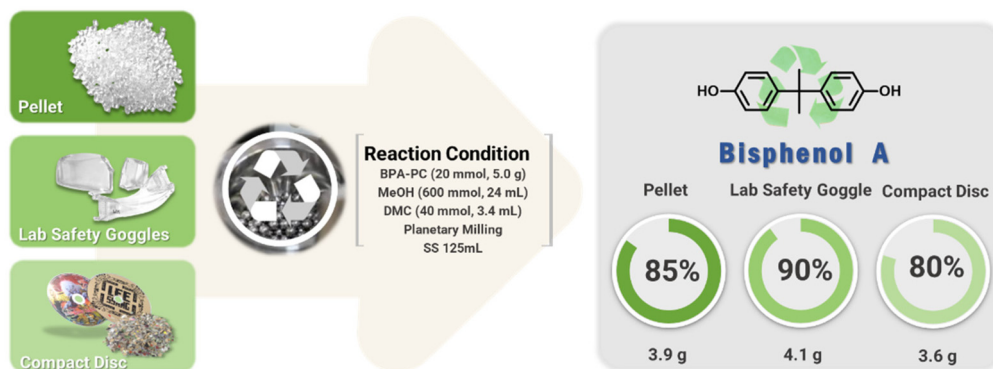 Pellet
Lab Safety Goggles
Compact Disc
LIFE
Reaction Condition
BPA-PC (20 mmol, 5.0 g)
MeOH (600 mmol, 24 mL)
DMC (40 mmol, 3.4 mL)
Planetary Milling
SS 125mL
HO
OH
Bisphenol A
Pellet
Lab Safety Goggle
Compact Disc
85%
90%
80%
3.9 g
4.1 g
3.6 g